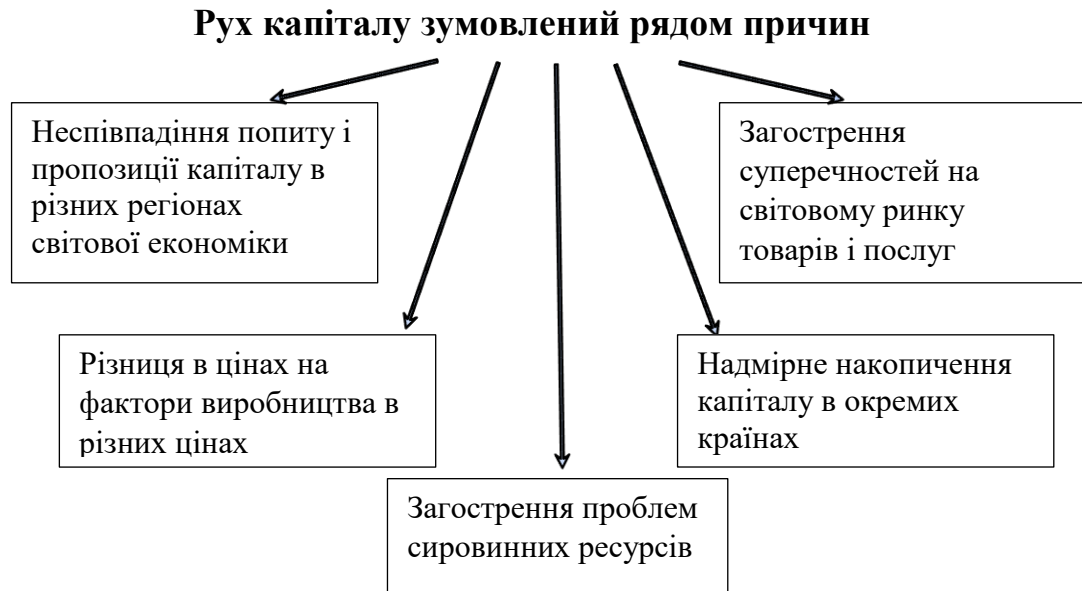 Рух капіталу зумовлений рядом причин
Неспівпадіння попиту і
пропозиції капіталу в
різних регіонах
світової економіки
Загострення
суперечностей на
світовому ринку
товарів і послуг
Різниця в цінах на
фактори виробництва в
різних цінах
Надмірне накопичення
капіталу в окремих
країнах
Загострення проблем
сировинних ресурсів